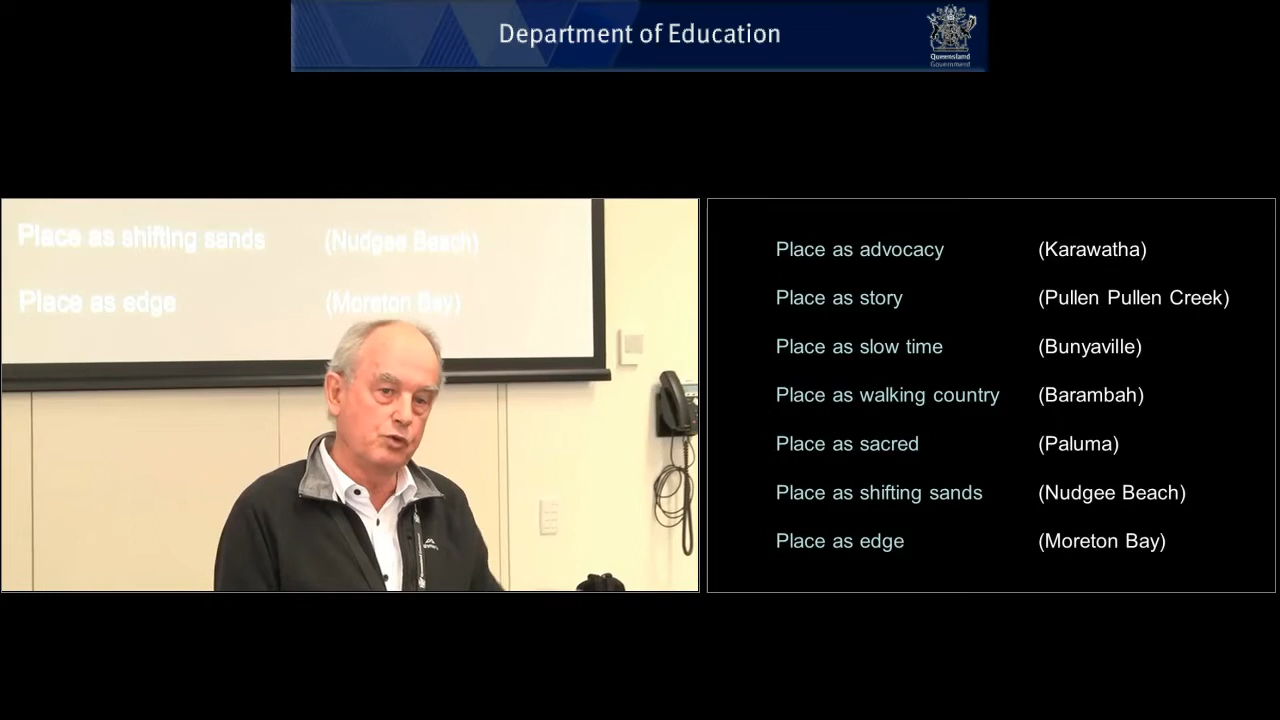 Department of Education
Queensland
Government
Place as shifting sands (Nudgee Beach)
Place as edge (Moreton Bay)
Place as advocacy (Karawatha)
Place as story (Pullen Pullen Creek)
Place as slow time (Bunyaville)
Place as walking country (Barambah)
Place as sacred (Paluma)
Place as shifting sands (Nudgee Beach)
Place as edge (Moreton Bay)